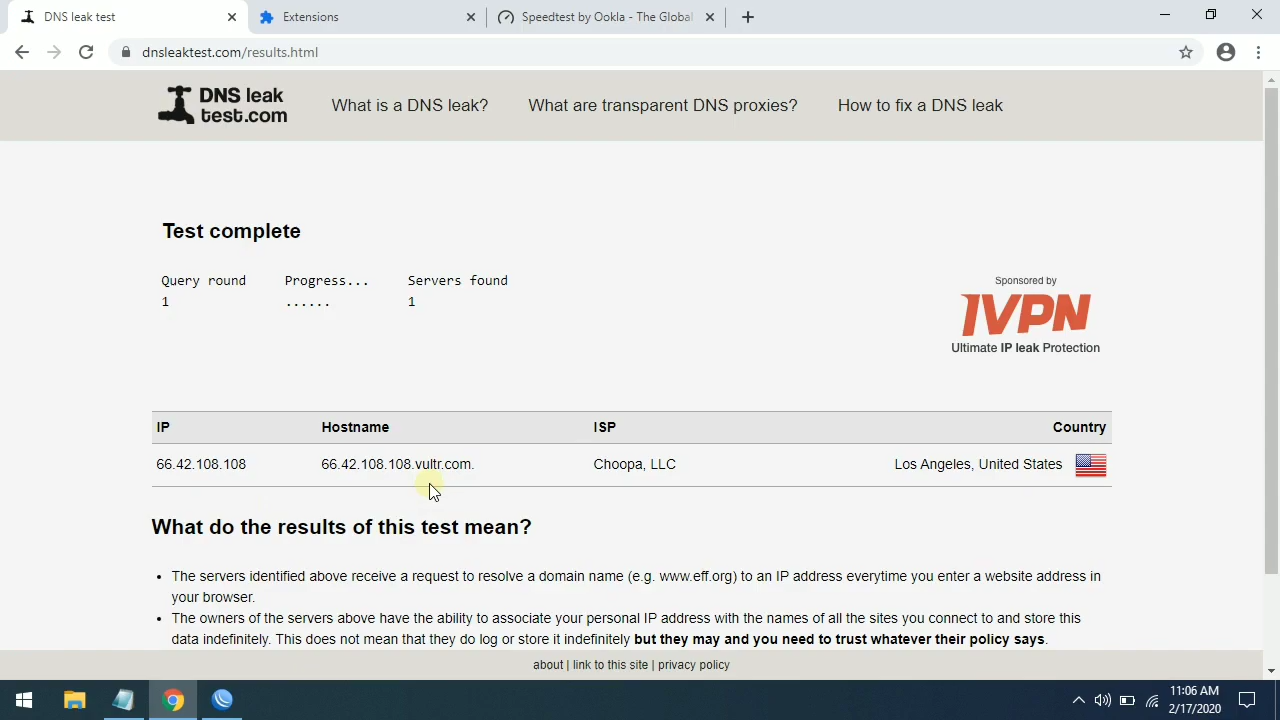 DNS leak test
Extensions
Speedtest by Ookla - The Global
dnsleaktest.com/results.html
DNS leak
test.com
What is a DNS leak?
What are transparent DNS proxies?
How to fix a DNS leak
Test complete
Query round Progress... Servers found
1 ...... 1
Sponsored by
IVPN
Ultimate IP leak Protection
IP Hostname ISP Country
66.42.108.108 66.42.108.108.vultr.com. Choopa, LLC Los Angeles, United States
What do the results of this test mean?
• The servers identified above receive a request to resolve a domain name (e.g. www.eff.org) to an IP address everytime you enter a website address in
your browser.
• The owners of the servers above have the ability to associate your personal IP address with the names of all the sites you connect to and store this
data indefinitely. This does not mean that they do log or store it indefinitely but they may and you need to trust whatever their policy says.
about | link to this site | privacy policy
11:06 AM
2/17/2020